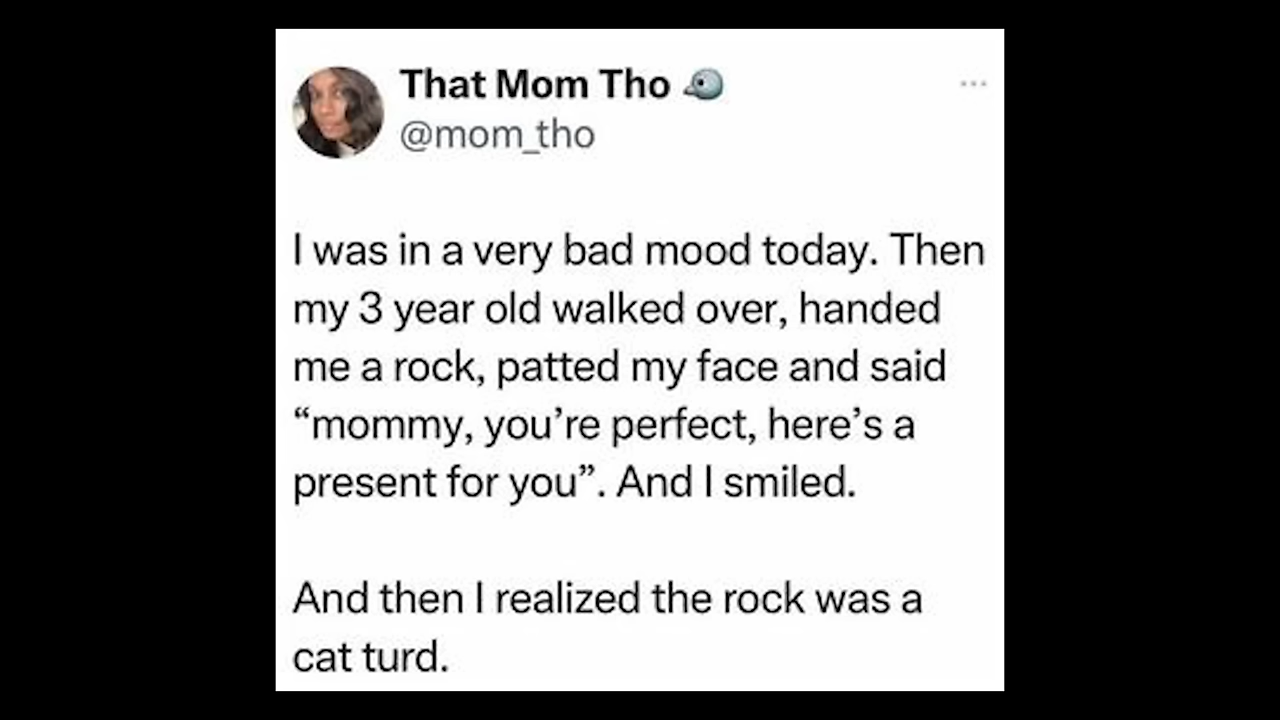 That Mom Tho
@mom_tho
I was in a very bad mood today. Then
my 3 year old walked over, handed
me a rock, patted my face and said
“mommy, you’re perfect, here’s a
present for you”. And I smiled.
And then I realized the rock was a
cat turd.